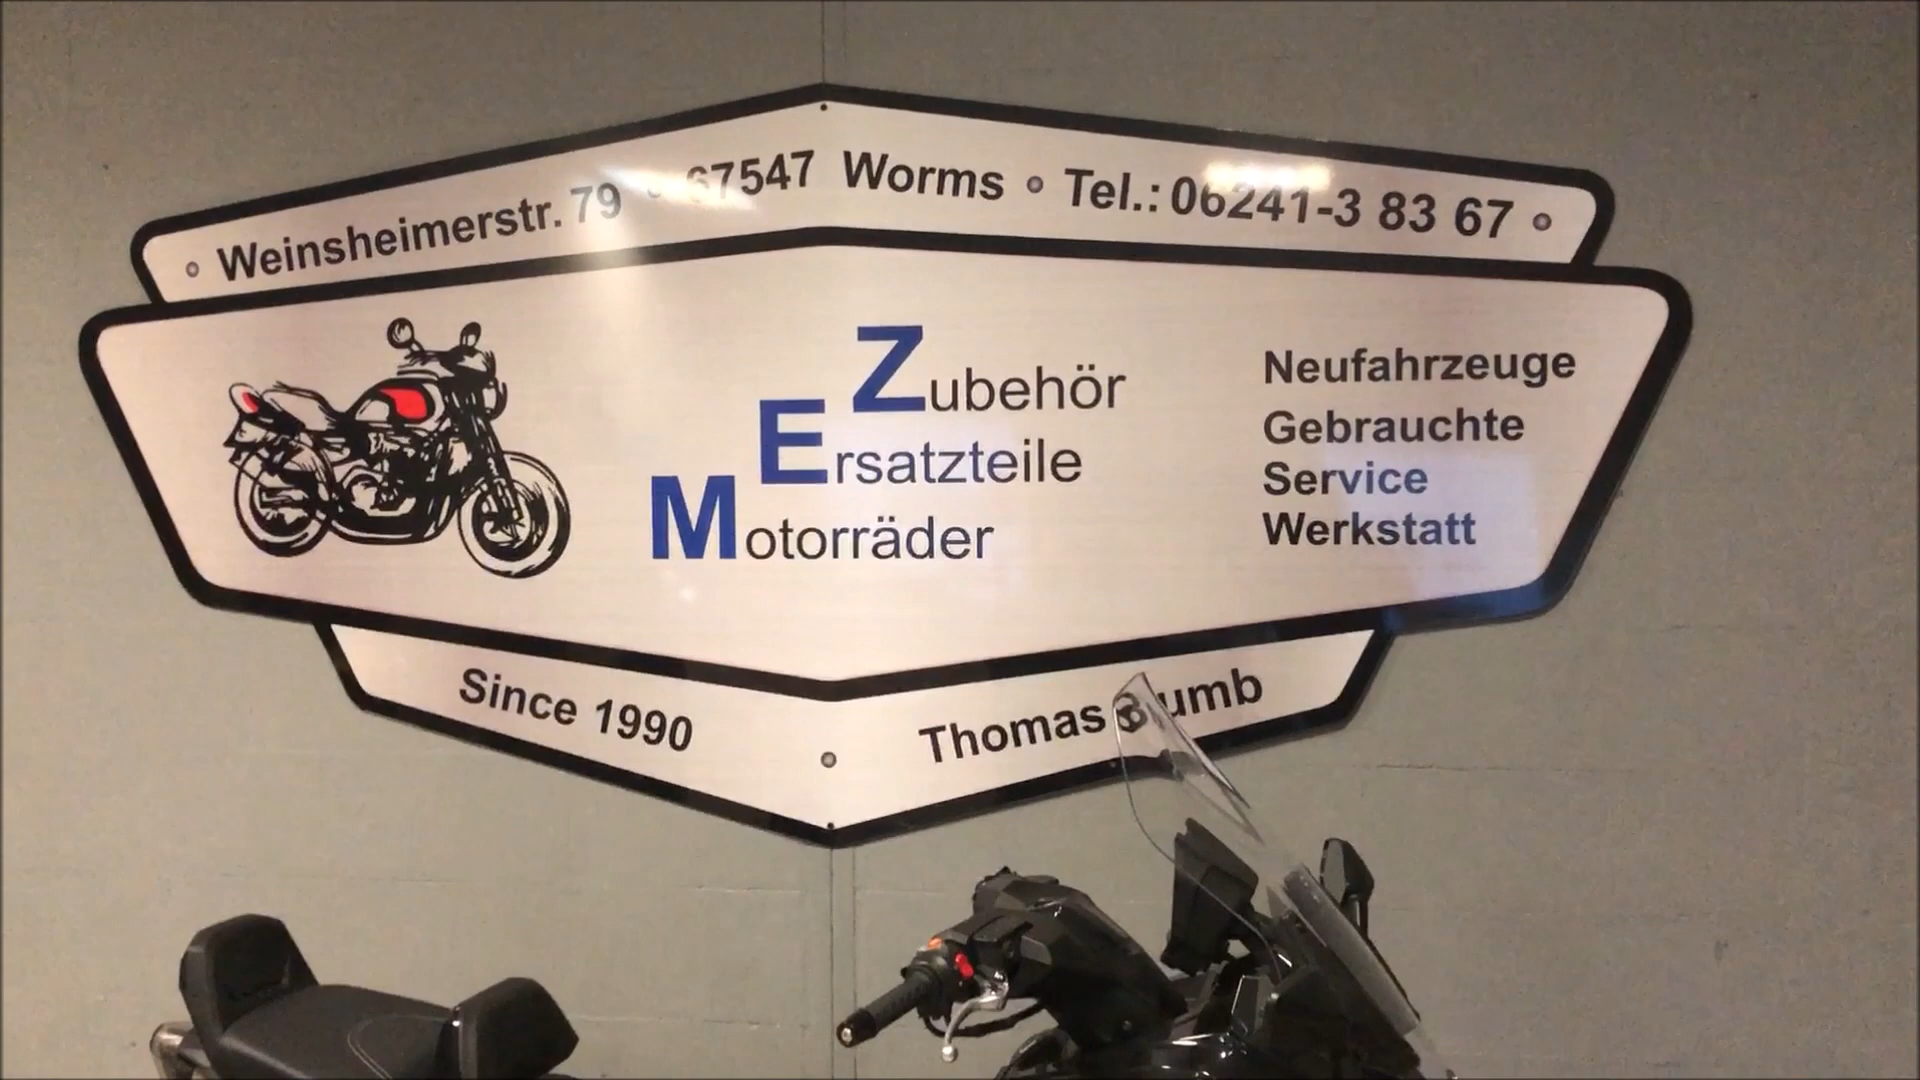 Weinsheimerstr. 79 ° 67547 Worms ° Tel.: 06241-3 83 67
Zubehör
Ersatzteile
Motorräder
Neufahrzeuge
Gebrauchte
Service
Werkstatt
Since 1990
Thomas